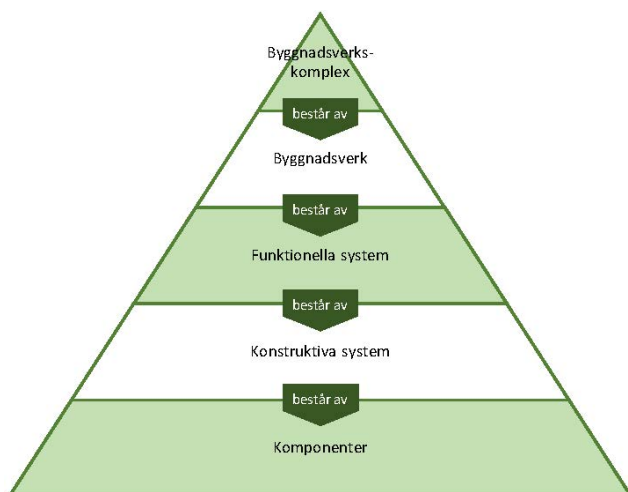 Byggnadsverks-
komplex
består av
Byggnadsverk
består av
Funktionella system
består av
Konstruktiva system
består av
Komponenter